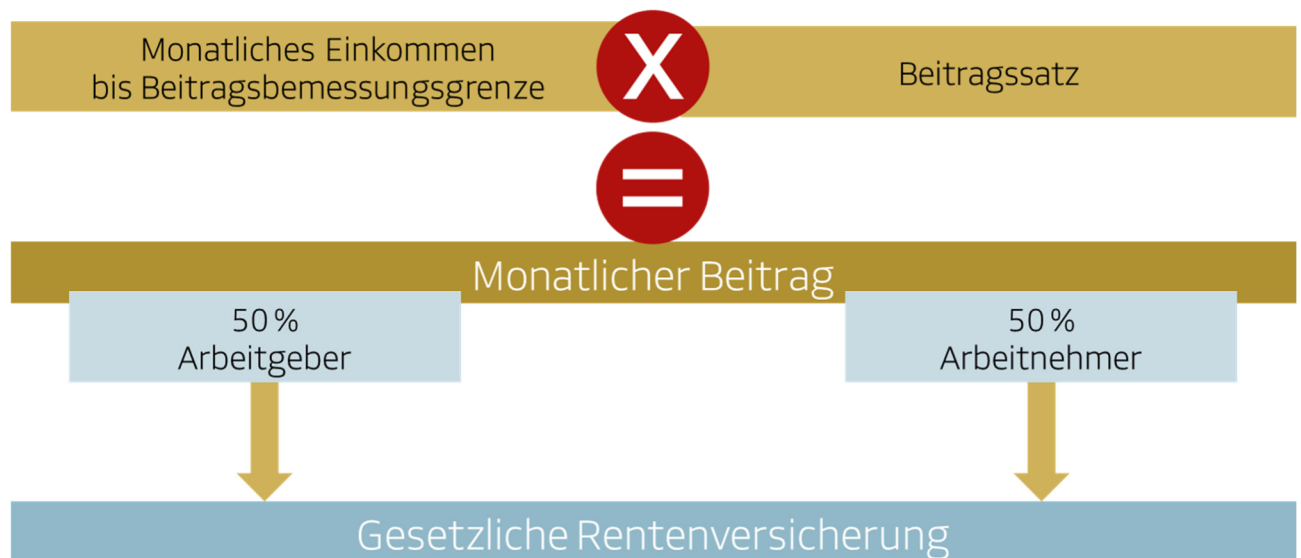 Monatliches Einkommen
bis Beitragsbemessungsgrenze
X
Beitragssatz
=
Monatlicher Beitrag
50 %
Arbeitgeber
50 %
Arbeitnehmer
Gesetzliche Rentenversicherung